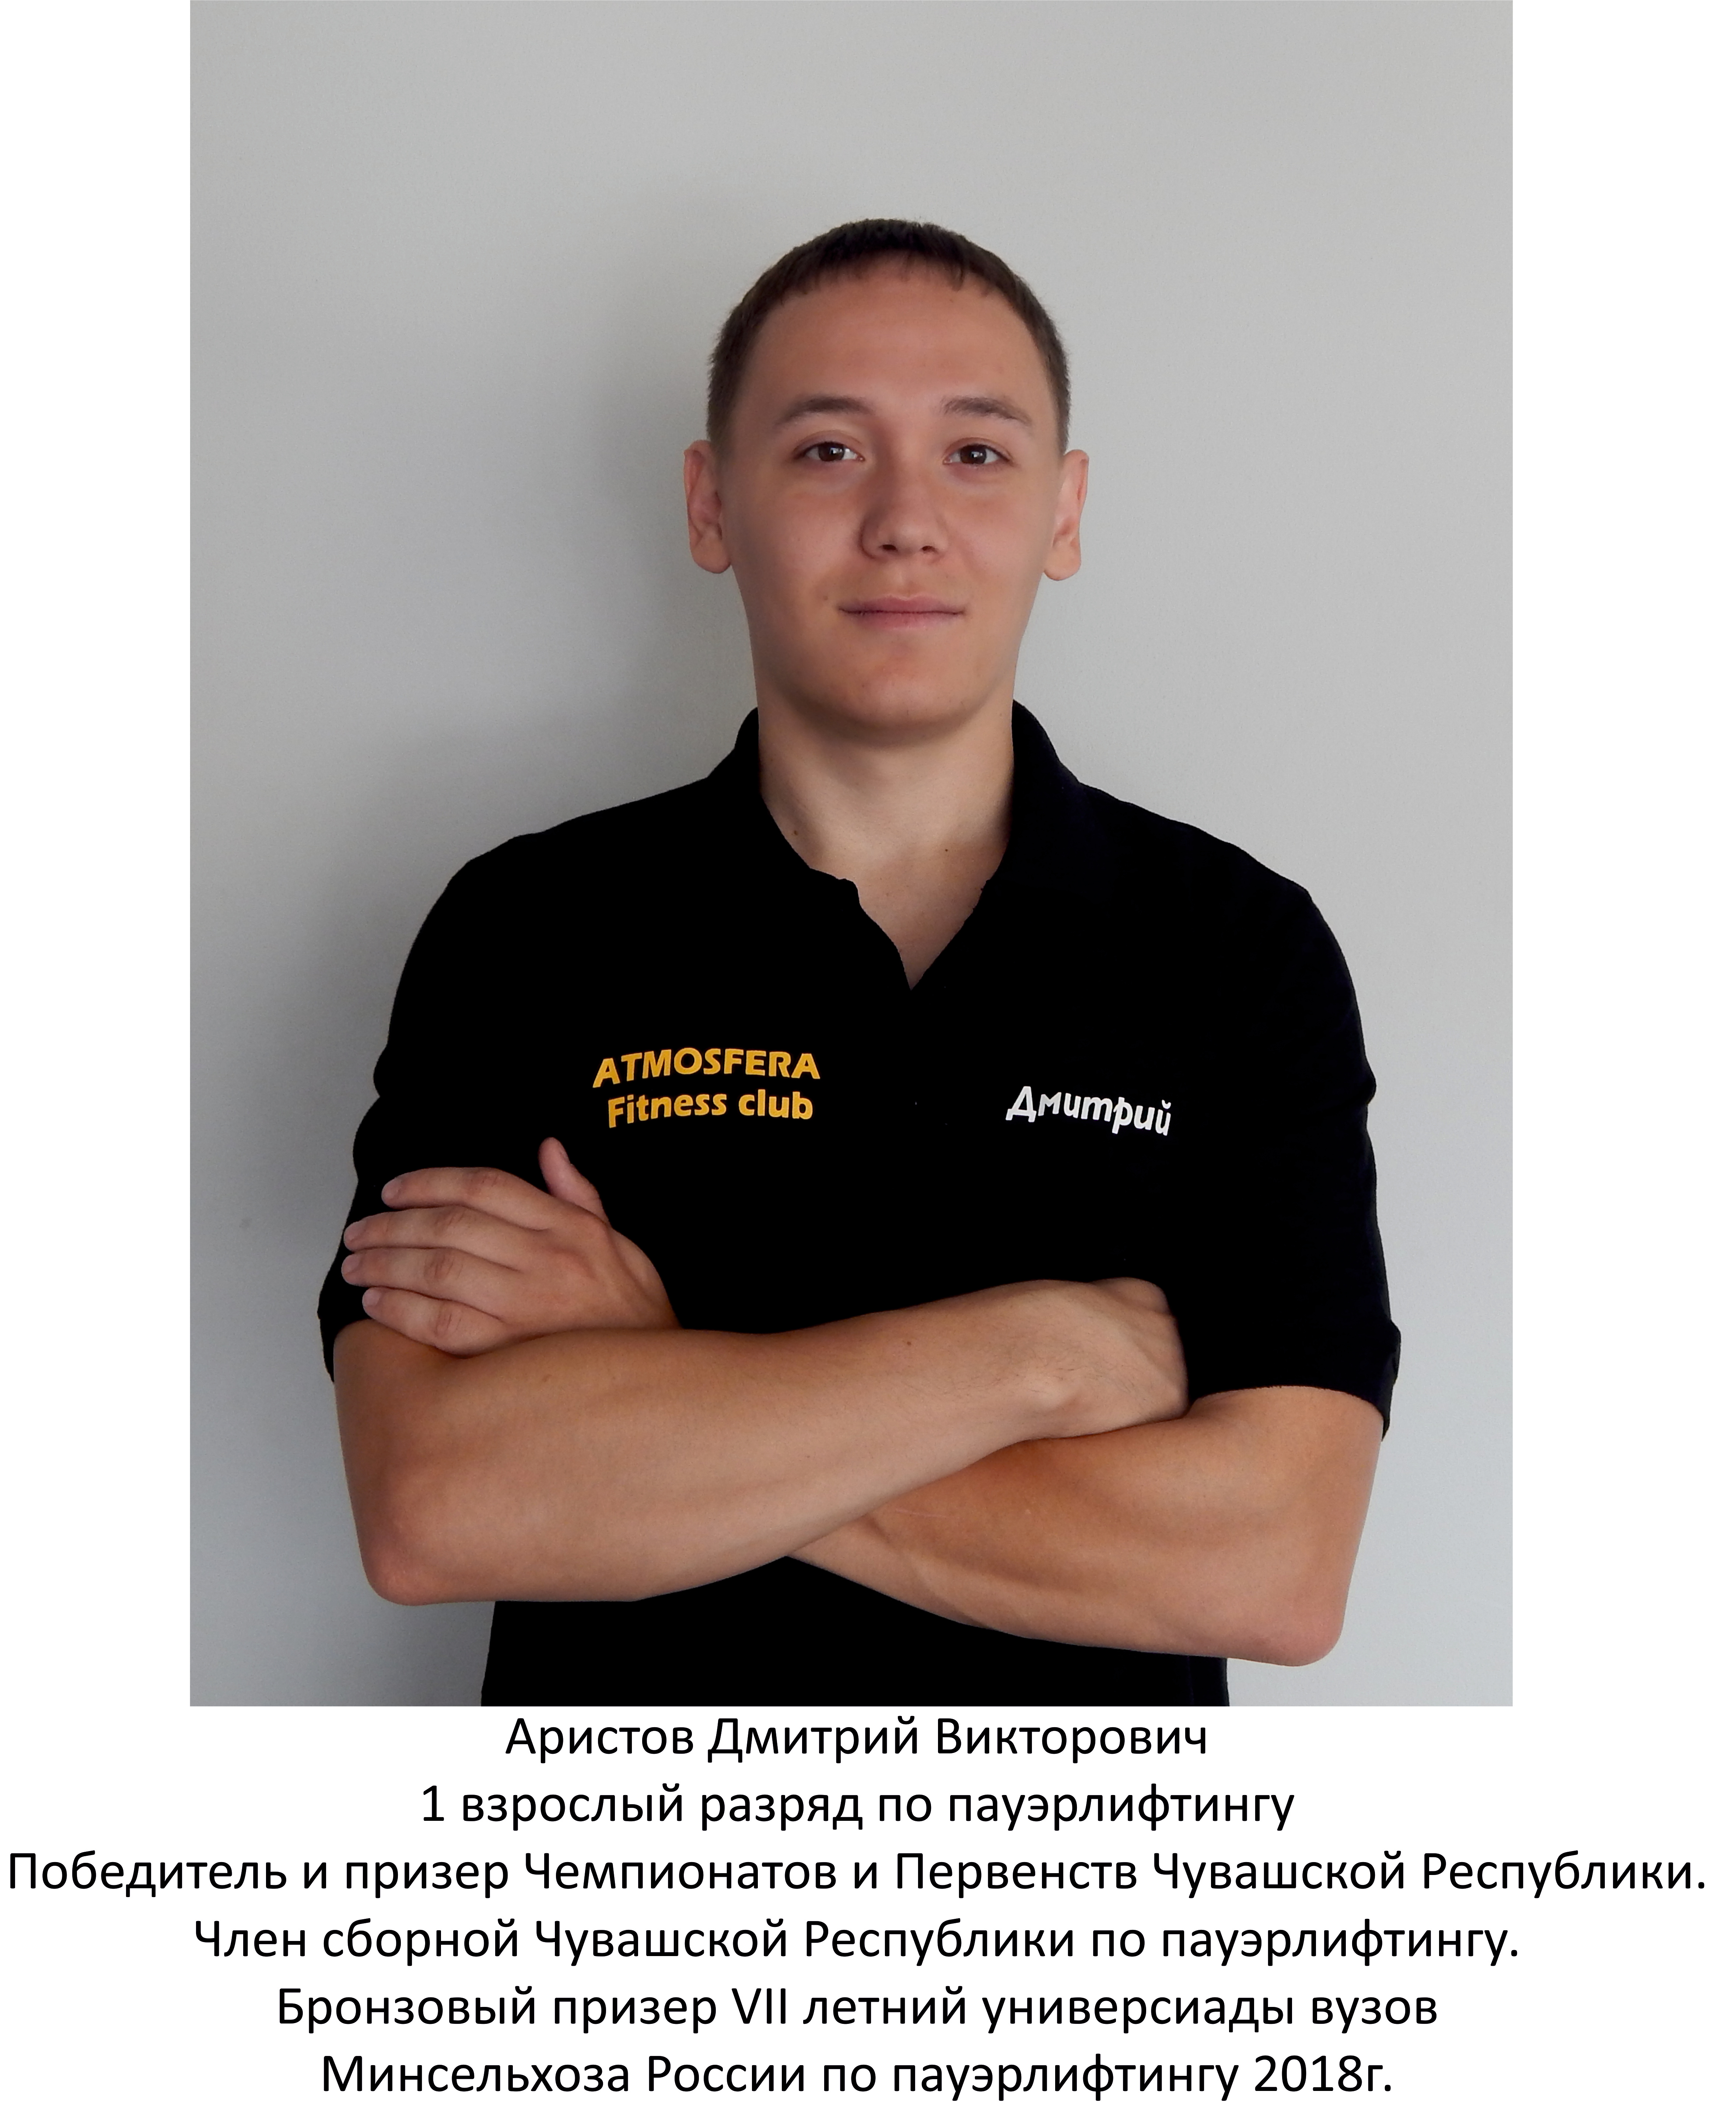 ATMOSFERA
Fitness club
Дмитрий
Аристов Дмитрий Викторович
1 взрослый разряд по пауэрлифтингу
Победитель и призер Чемпионатов и Первенств Чувашской Республики.
Член сборной Чувашской Республики по пауэрлифтингу.
Бронзовый призер VII летний универсиады вузов
Минсельхоза России по пауэрлифтингу 2018г.